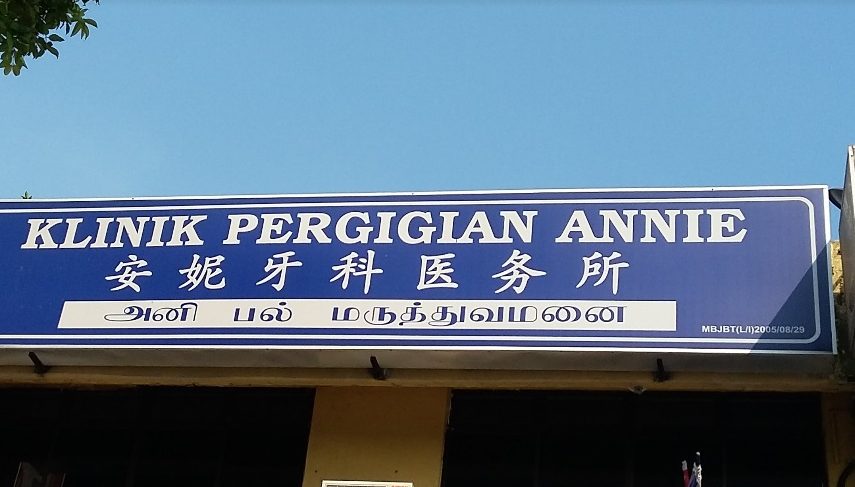 KLINIK PERGIGIAN ANNIE
安妮牙科医务所
அனி பல் மருத்துவமனை
MBJBT(L/I)2005/08/29